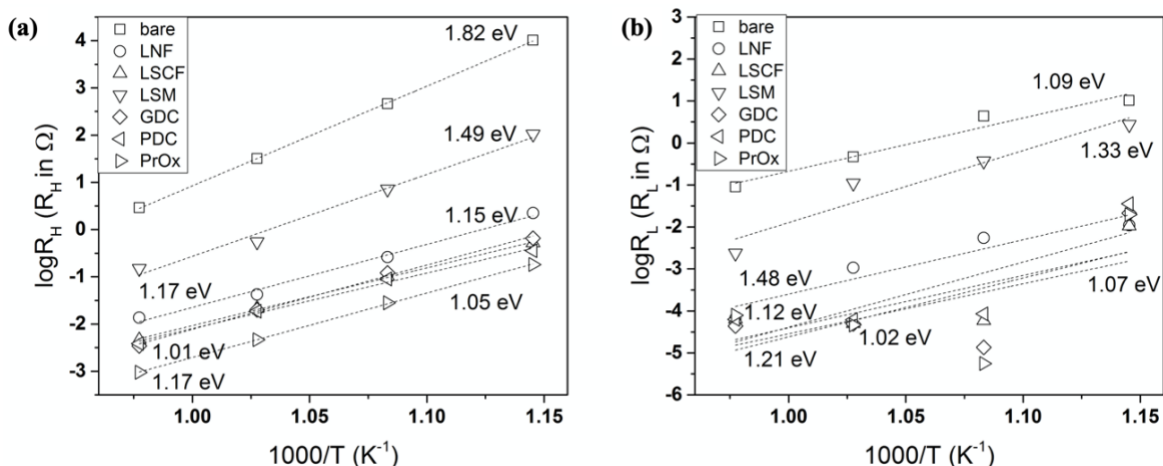 (a)
bare
LNF
LSCF
LSM
GDC
PDC
PrOx
1.82 eV
1.49 eV
1.15 eV
1.17 eV
1.05 eV
1.01 eV
1.17 eV
4
3
2
1
0
-1
-2
-3
logR_H (R_H in Ω)
1.00 1.05 1.10 1.15
1000/T (K⁻¹)
(b)
bare
LNF
LSCF
LSM
GDC
PDC
PrOx
1.09 eV
1.33 eV
1.48 eV
1.12 eV
1.07 eV
1.02 eV
1.21 eV
3
2
1
0
-1
-2
-3
-4
-5
-6
logR_L (R_L in Ω)
1.00 1.05 1.10 1.15
1000/T (K⁻¹)